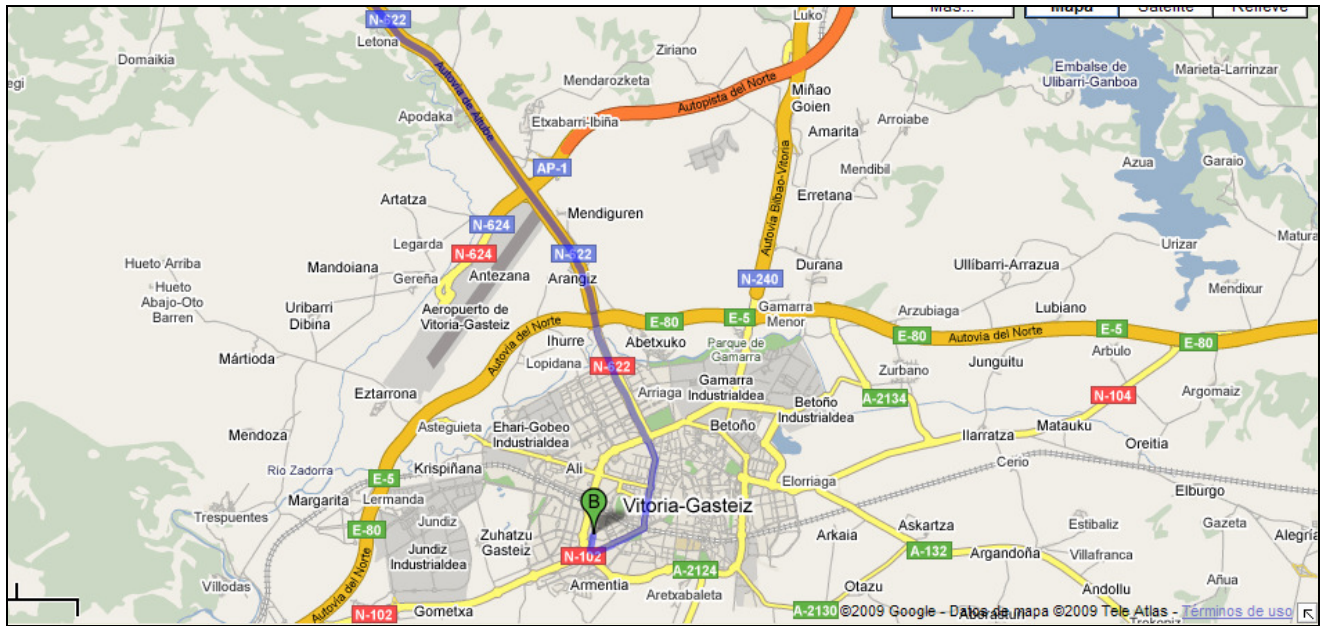 Más...
Mapa
Satélite
Relieve
N-622
Letona
Luko
Domaikia
Ziriano
Embalse de
Ulibarri-Ganboa
Marieta-Larrinzar
egi
Autovía de Altube
Mendarozketa
Autopista del Norte
Miñao
Goien
Apodaka
Etxabarri-Ibiña
Amarita
Arroiabe
AP-1
Mendibil
Azua
Garaio
Artatza
Mendiguren
Erretana
Autovía Bilbao-Vitoria
N-624
Legarda
N-624
N-622
Urizar
Matura
Hueto Arriba
Mandoiana
Gereña
Antezana
Arangiz
N-240
Durana
Ullíbarri-Arrazua
Hueto
Abajo-Oto
Barren
Mendixur
Uribarri
Dibina
Aeropuerto de
Vitoria-Gasteiz
Autovía del Norte
E-80
E-5
Gamarra
Menor
Arzubiaga
Lubiano
E-80
Autovía del Norte
E-5
E-80
Mártioda
Ihurre
Abetxuko
Parque de
Gamarra
Junguitu
Arbulo
Lopidana
N-622
Zurbano
Eztarrona
Arriaga
Gamarra
Industrialdea
A-2134
N-104
Argomaiz
Betoño
Industrialdea
Asteguieta
Ehari-Gobeo
Industrialdea
Betoño
Mendoza
Ilarratza
Matauku
Oreitia
Rio Zadorra
Krispiñana
Ali
Cerio
E-5
Elorriaga
Margarita
Lermanda
B
Vitoria-Gasteiz
Elburgo
Trespuentes
Jundiz
E-80
Zuhatzu
Gasteiz
Arkaia
Askartza
Estibaliz
Gazeta
Alegría
Jundiz
Industrialdea
N-102
A-132
Argandoña
Villafranca
A-2124
Víllodas
Armentia
Aretxabaleta
Otazu
Andollu
Añua
Autovía del Norte
N-102
Gometxa
A-2130
©2009 Google - Datos de mapa ©2009 Tele Atlas - Términos de uso
Aberasturi
Trokoniz